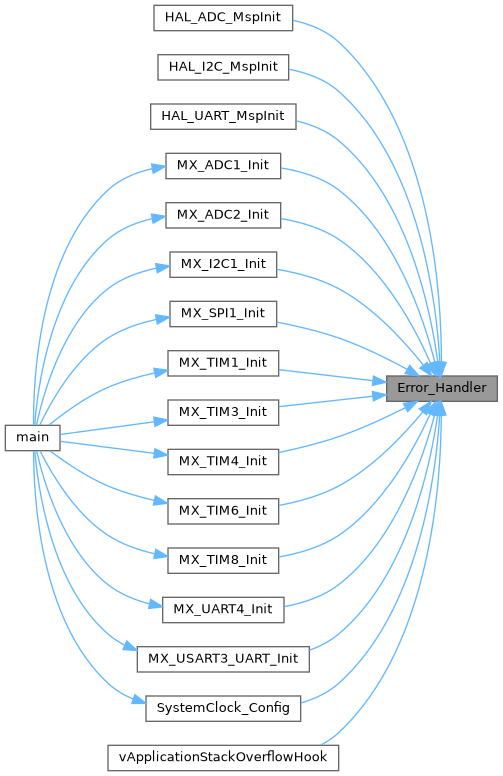 HAL_ADC_MspInit
HAL_I2C_MspInit
HAL_UART_MspInit
MX_ADC1_Init
MX_ADC2_Init
MX_I2C1_Init
MX_SPI1_Init
MX_TIM1_Init
Error_Handler
MX_TIM3_Init
main
MX_TIM4_Init
MX_TIM6_Init
MX_TIM8_Init
MX_UART4_Init
MX_USART3_UART_Init
SystemClock_Config
vApplicationStackOverflowHook